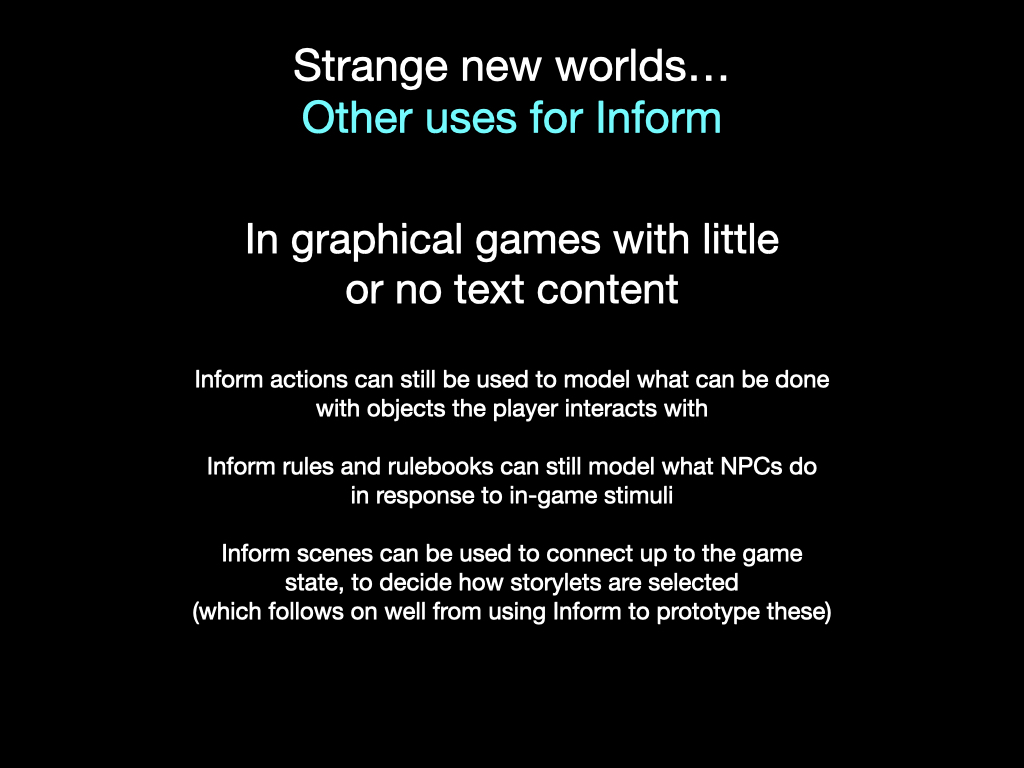 Strange new worlds…
Other uses for Inform
In graphical games with little
or no text content
Inform actions can still be used to model what can be done
with objects the player interacts with
Inform rules and rulebooks can still model what NPCs do
in response to in-game stimuli
Inform scenes can be used to connect up to the game
state, to decide how storylets are selected
(which follows on well from using Inform to prototype these)